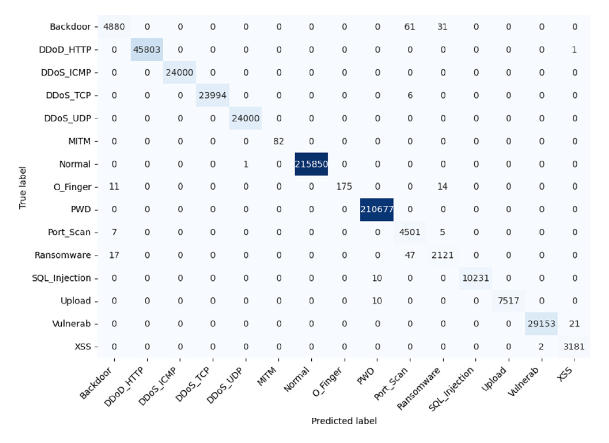 Backdoor 4880 0 0 0 0 0 0 0 0 61 31 0 0 0 0
DDoD_HTTP 0 45803 0 0 0 0 0 0 0 0 0 0 0 0 1
DDoS_ICMP 0 0 24000 0 0 0 0 0 0 0 0 0 0 0 0
DDoS_TCP 0 0 0 23994 0 0 0 0 0 6 0 0 0 0 0
DDoS_UDP 0 0 0 0 24000 0 0 0 0 0 0 0 0 0 0
MITM 0 0 0 0 0 82 0 0 0 0 0 0 0 0 0
Normal 0 0 0 0 1 0 215850 0 0 0 0 0 0 0 0
O_Finger 11 0 0 0 0 0 0 175 0 0 14 0 0 0 0
PWD 0 0 0 0 0 0 0 0 210677 0 0 0 0 0 0
Port_Scan 7 0 0 0 0 0 0 0 0 4501 5 0 0 0 0
Ransomware 17 0 0 0 0 0 0 0 0 47 2121 0 0 0 0
SQL_Injection 0 0 0 0 0 0 0 0 10 0 0 10231 0 0 0
Upload 0 0 0 0 0 0 0 0 10 0 0 0 7517 0 0
Vulnerab 0 0 0 0 0 0 0 0 0 0 0 0 0 29153 21
XSS 0 0 0 0 0 0 0 0 0 0 0 0 0 2 3181
True label
Backdoor DDoD_HTTP DDoS_ICMP DDoS_TCP DDoS_UDP MITM Normal O_Finger PWD Port_Scan Ransomware SQL_Injection Upload Vulnerab XSS
Predicted label